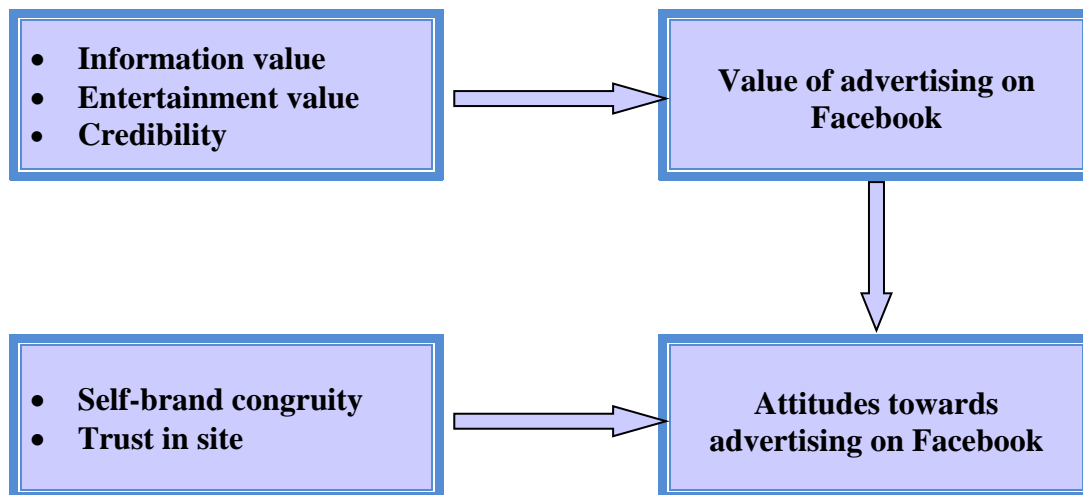 • Information value
• Entertainment value
• Credibility
Value of advertising on
Facebook
• Self-brand congruity
• Trust in site
Attitudes towards
advertising on Facebook